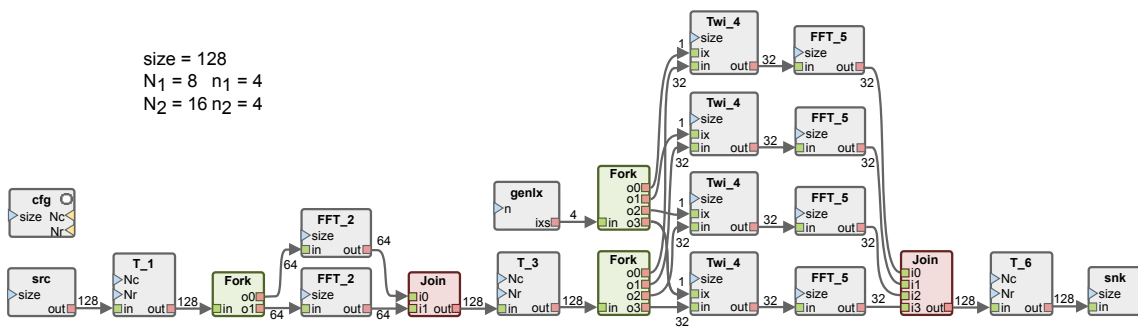 size = 128
N1 = 8 n1 = 4
N2 = 16 n2 = 4
cfg
size Nc
Nr
src
size
out
128
T_1
Nc
Nr
in out
128
Fork
o0
in o1
64
64
FFT_2
size
in out
64
FFT_2
size
in out
64
Join
i0
i1 out
128
T_3
Nc
Nr
in out
128
genIx
n
ixs
4
Fork
o0
o1
o2
in o3
Fork
o0
o1
o2
in o3
1
32
Twi_4
size
ix
in out
32
FFT_5
size
in out
1
32
Twi_4
size
ix
in out
32
FFT_5
size
in out
32
1
32
Twi_4
size
ix
in out
32
FFT_5
size
in out
32
1
32
Twi_4
size
ix
in out
32
FFT_5
size
in out
32
32
Join
i0
i1
i2
i3 out
128
T_6
Nc
Nr
in out
128
snk
size
in